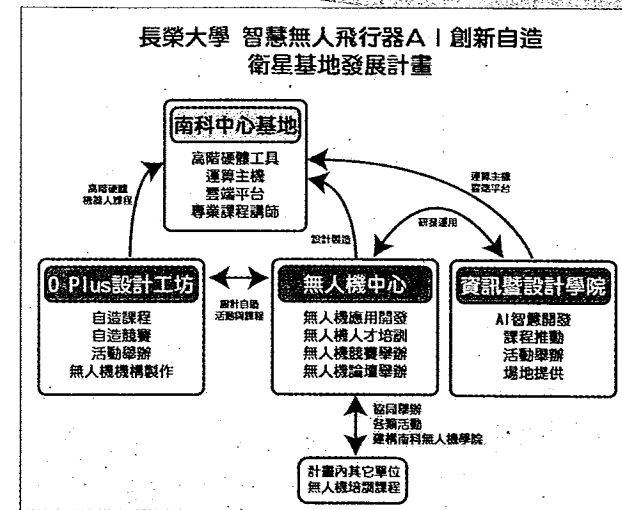 長榮大學 智慧無人飛行器AI創新自造
衛星基地發展計畫
南科中心基地
高階硬體工具
運算主機
雲端平台
專業課程講師
高階硬體
機器人課程
設計製造
研發運用
運算主機
雲端平台
O Plus設計工坊
自造課程
自造競賽
活動舉辦
無人機機構製作
設計自造
活動與課程
無人機中心
無人機應用開發
無人機人才培訓
無人機競賽舉辦
無人機論壇舉辦
資訊暨設計學院
AI智慧開發
課程推動
活動舉辦
場地提供
協同舉辦
各類活動
建構南科無人機學院
計畫內其它單位
無人機培訓課程